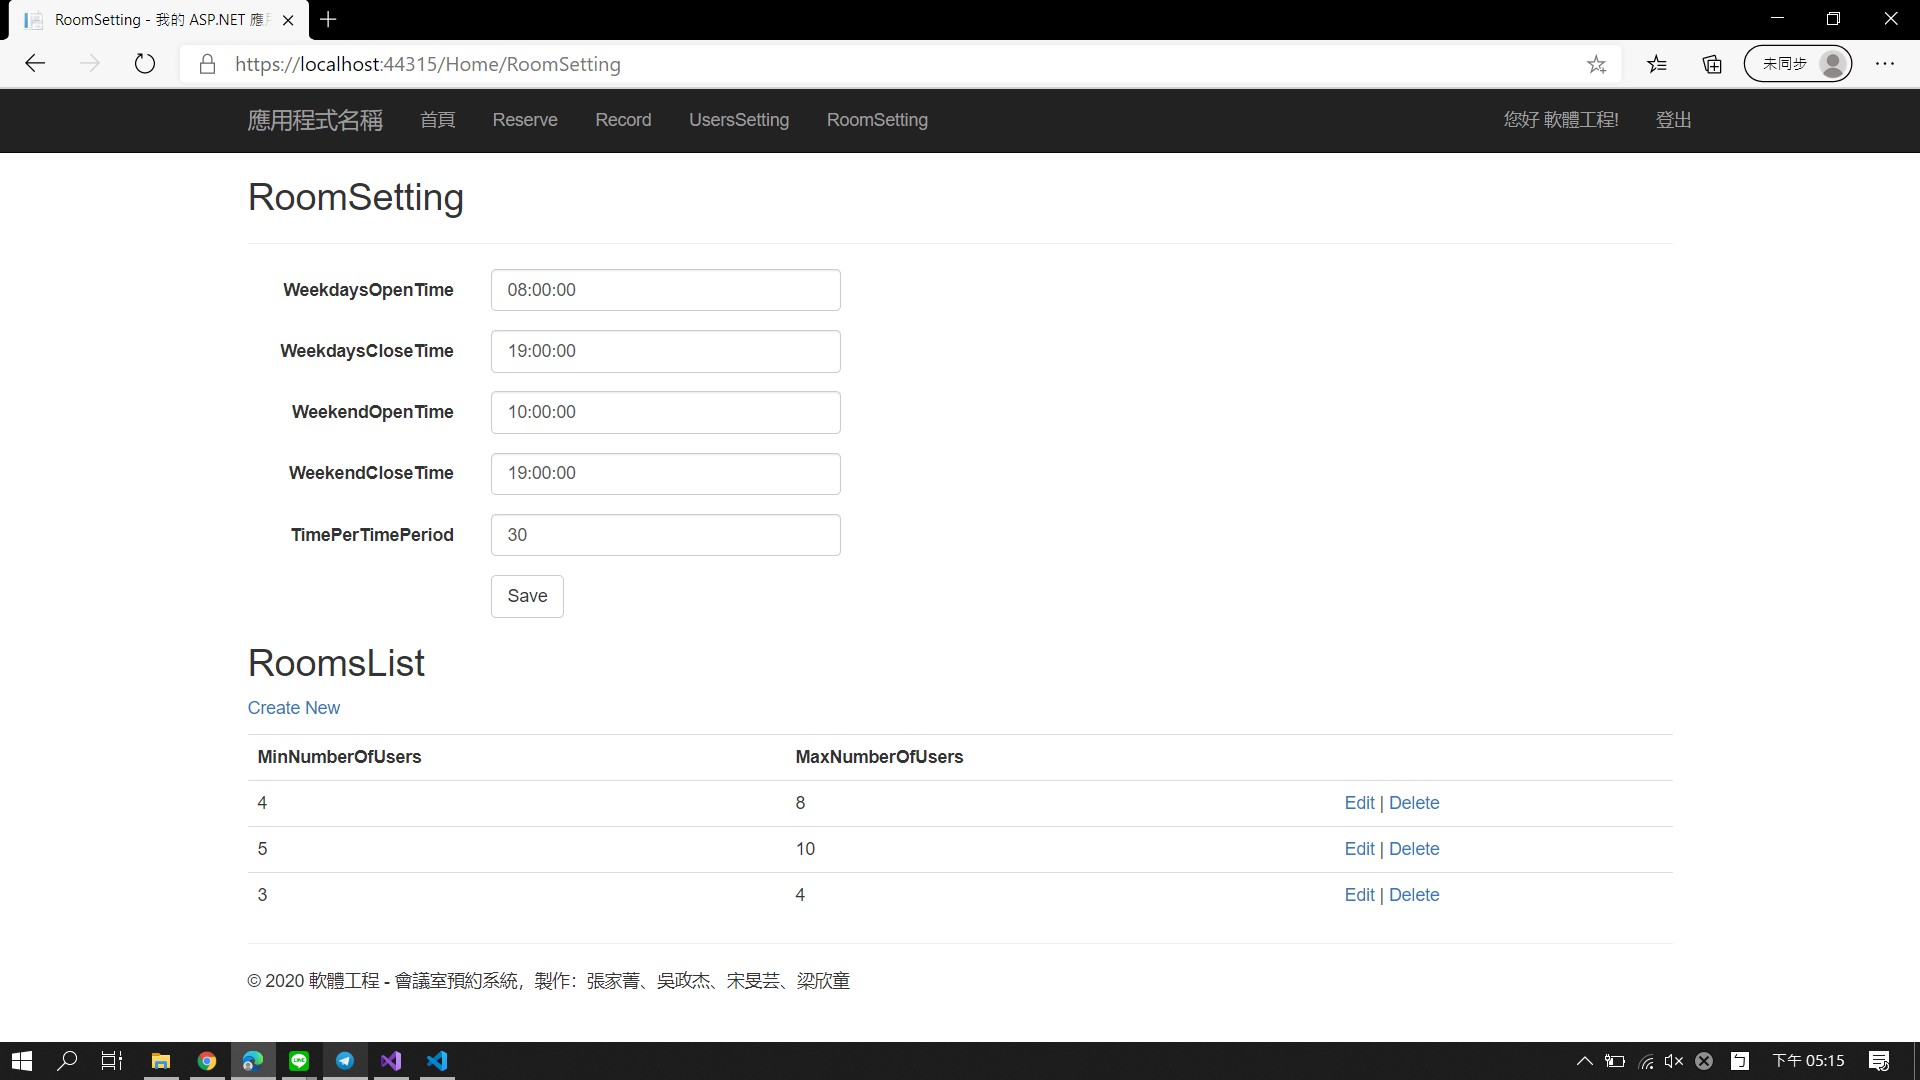 RoomSetting - 我的 ASP.NET 應
https://localhost:44315/Home/RoomSetting
未同步
應用程式名稱 首頁 Reserve Record UsersSetting RoomSetting 您好 軟體工程! 登出
RoomSetting
WeekdaysOpenTime 08:00:00
WeekdaysCloseTime 19:00:00
WeekendOpenTime 10:00:00
WeekendCloseTime 19:00:00
TimePerTimePeriod 30
Save
RoomsList
Create New
MinNumberOfUsers MaxNumberOfUsers
4 8 Edit | Delete
5 10 Edit | Delete
3 4 Edit | Delete
© 2020 軟體工程 - 會議室預約系統，製作：張家菁、吳政杰、宋旻芸、梁欣童
下午 05:15